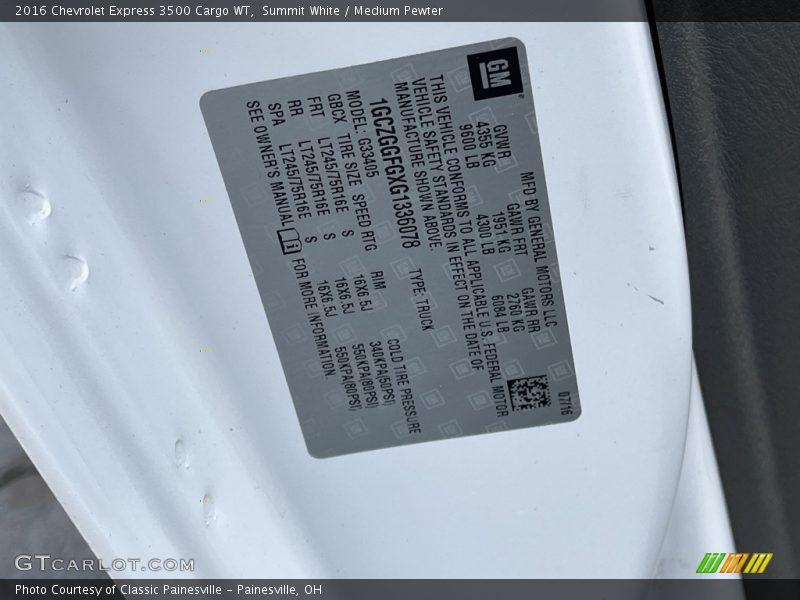 2016 Chevrolet Express 3500 Cargo WT, Summit White / Medium Pewter
GM
MFD BY GENERAL MOTORS LLC
07/16
GVWR GAWR FRT GAWR RR
4355 KG 1951 KG 2760 KG
9600 LB 4300 LB 6084 LB
THIS VEHICLE CONFORMS TO ALL APPLICABLE U.S. FEDERAL MOTOR
VEHICLE SAFETY STANDARDS IN EFFECT ON THE DATE OF
MANUFACTURE SHOWN ABOVE.
1GCZGGFGXG1336078 TYPE: TRUCK
MODEL: G33405
GBCX TIRE SIZE SPEED RTG RIM COLD TIRE PRESSURE
FRT LT245/75R16E S 16X6.5J 340KPA(50PSI)
RR LT245/75R16E S 16X6.5J 550KPA(80PSI)
SPA LT245/75R16E S 16X6.5J 550KPA(80PSI)
SEE OWNER'S MANUAL FOR MORE INFORMATION.
GTCARLOT.COM
Photo Courtesy of Classic Painesville - Painesville, OH